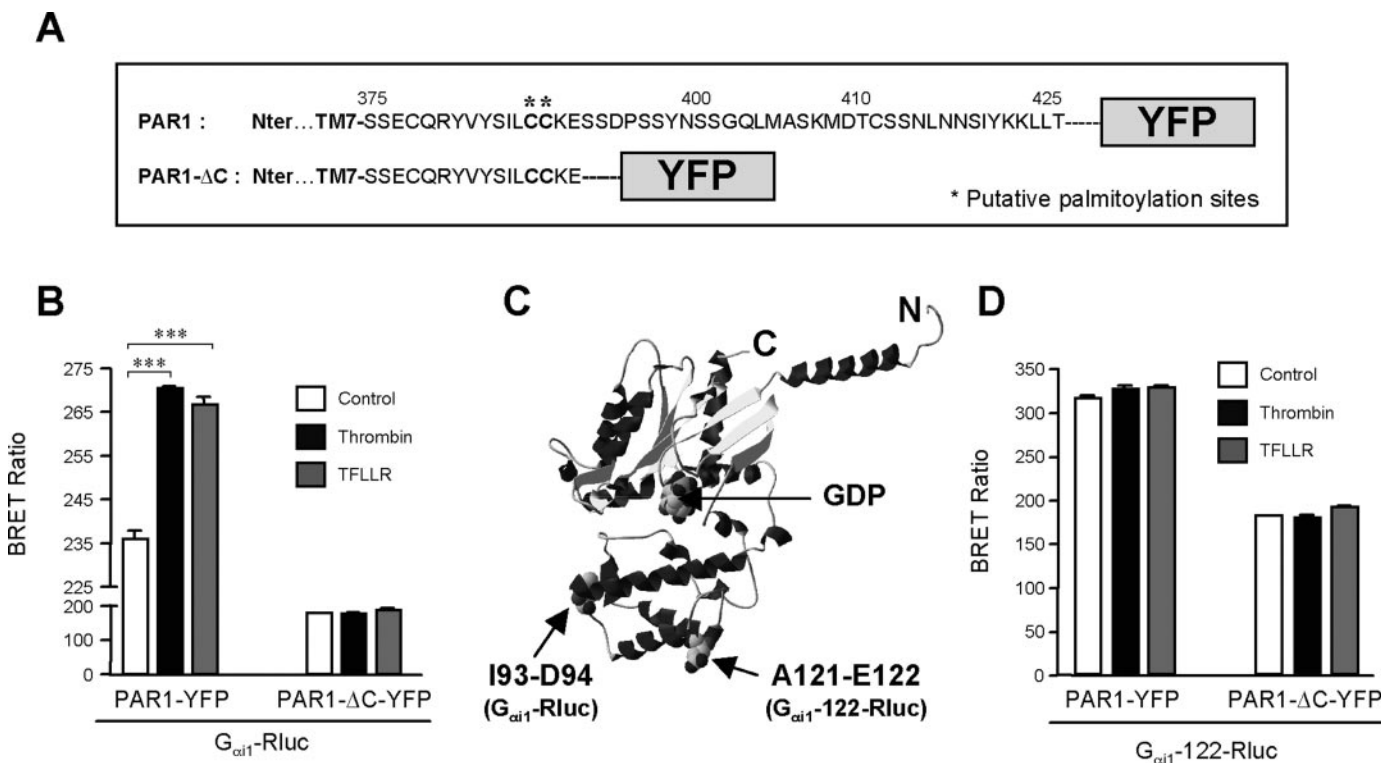 A
375 ** 400 410 425
PAR1 : Nter...TM7-SSECQRYVYSILCCKESSDPSSYNSSGQLMASKMDTCSSNLNNSIYKKLLT----- YFP
PAR1-ΔC : Nter...TM7-SSECQRYVYSILCCKE----- YFP
* Putative palmitoylation sites
B
***
***
BRET Ratio
275
265
255
245
235
225
200
100
0
Control
Thrombin
TFLLR
PAR1-YFP PAR1-ΔC-YFP
Gαi1-Rluc
C
N
C
GDP
I93-D94
(Gαi1-Rluc)
A121-E122
(Gαi1-122-Rluc)
D
BRET Ratio
350
300
250
200
150
100
50
0
Control
Thrombin
TFLLR
PAR1-YFP PAR1-ΔC-YFP
Gαi1-122-Rluc